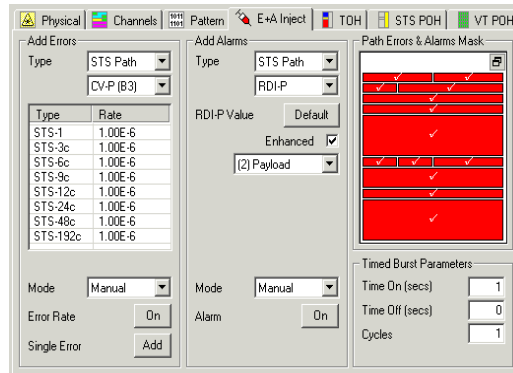 Physical Channels 1011 1101 Pattern E+A Inject TOH STS POH VT POH
Add Errors
Type STS Path
CV-P (B3)
Type Rate
STS-1 1.00E-6
STS-3c 1.00E-6
STS-6c 1.00E-6
STS-9c 1.00E-6
STS-12c 1.00E-6
STS-24c 1.00E-6
STS-48c 1.00E-6
STS-192c 1.00E-6
Mode Manual
Error Rate On
Single Error Add
Add Alarms
Type STS Path
RDI-P
RDI-P Value Default
Enhanced
(2) Payload
Mode Manual
Alarm On
Path Errors & Alarms Mask
Timed Burst Parameters
Time On (secs) 1
Time Off (secs) 0
Cycles 1